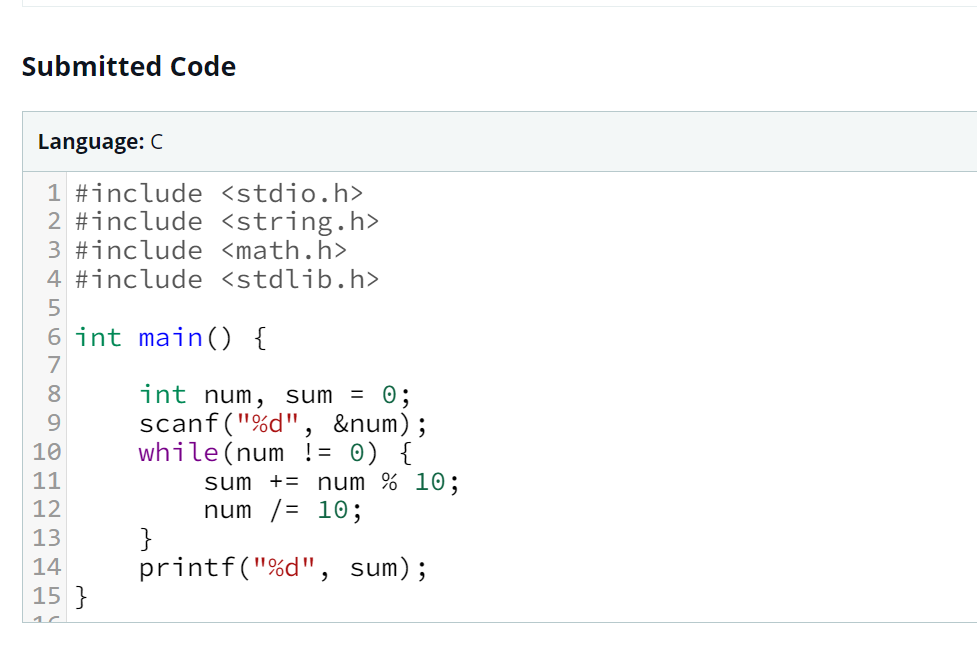 Submitted Code
Language: C
1 #include <stdio.h>
2 #include <string.h>
3 #include <math.h>
4 #include <stdlib.h>
5
6 int main() {
7
8     int num, sum = 0;
9     scanf("%d", &num);
10     while(num != 0) {
11         sum += num % 10;
12         num /= 10;
13     }
14     printf("%d", sum);
15 }